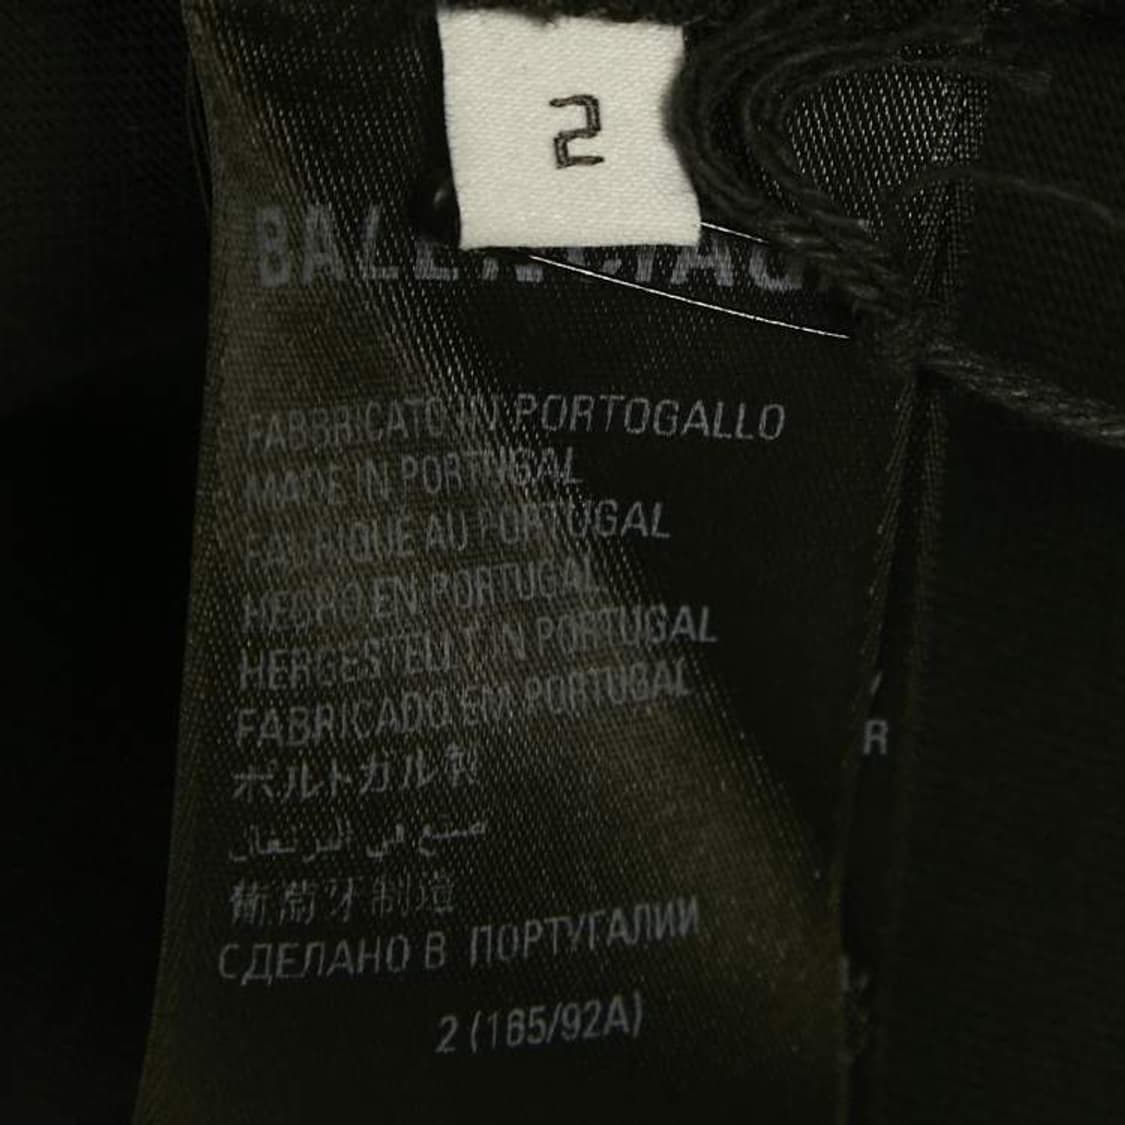 2
BALENCIAGA
FABBRICATO IN PORTOGALLO
MADE IN PORTUGAL
FABRIQUÉ AU PORTUGAL
HECHO EN PORTUGAL
HERGESTELLT IN PORTUGAL
FABRICADO EM PORTUGAL
ポルトガル製
صنع في البرتغال
葡萄牙制造
СДЕЛАНО В ПОРТУГАЛИИ
2 (165/92A)
R